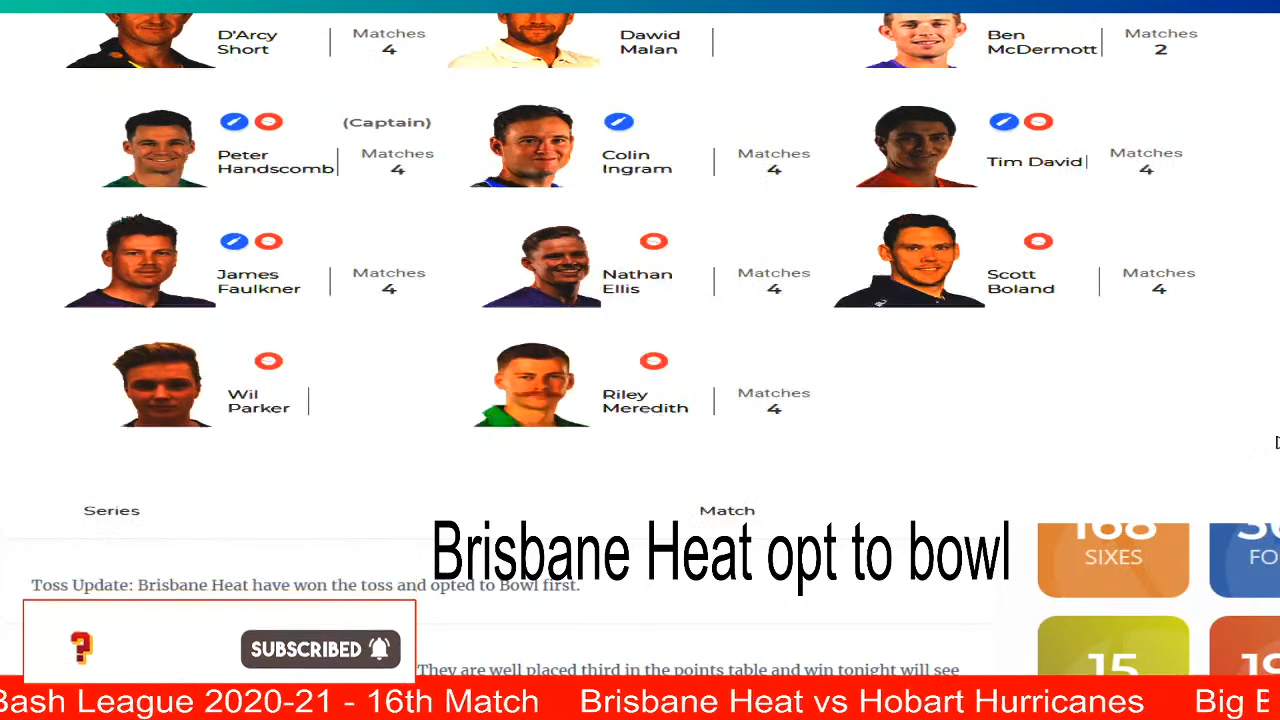 D'Arcy
Short
Matches
4
Dawid
Malan
Ben
McDermott
Matches
2
(Captain)
Peter
Handscomb
Matches
4
Colin
Ingram
Matches
4
Tim David
Matches
4
James
Faulkner
Matches
4
Nathan
Ellis
Matches
4
Scott
Boland
Matches
4
Wil
Parker
Riley
Meredith
Matches
4
Series
Match
Brisbane Heat opt to bowl
168
SIXES
FO
Toss Update: Brisbane Heat have won the toss and opted to Bowl first.
?
SUBSCRIBED
They are well placed third in the points table and win tonight will see
15
19
Bash League 2020-21 - 16th Match Brisbane Heat vs Hobart Hurricanes Big B